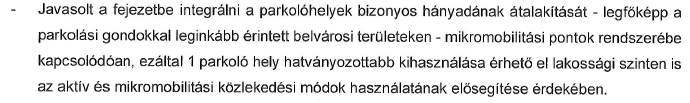 - Javasolt a fejezetbe integrálni a parkolóhelyek bizonyos hányadának átalakítását - legfőképp a
parkolási gondokkal leginkább érintett belvárosi területeken - mikromobilitási pontok rendszerébe
kapcsolódóan, ezáltal 1 parkoló hely hatványozottabb kihasználása érhető el lakossági szinten is
az aktív és mikromobilitási közlekedési módok használatának elősegítése érdekében.